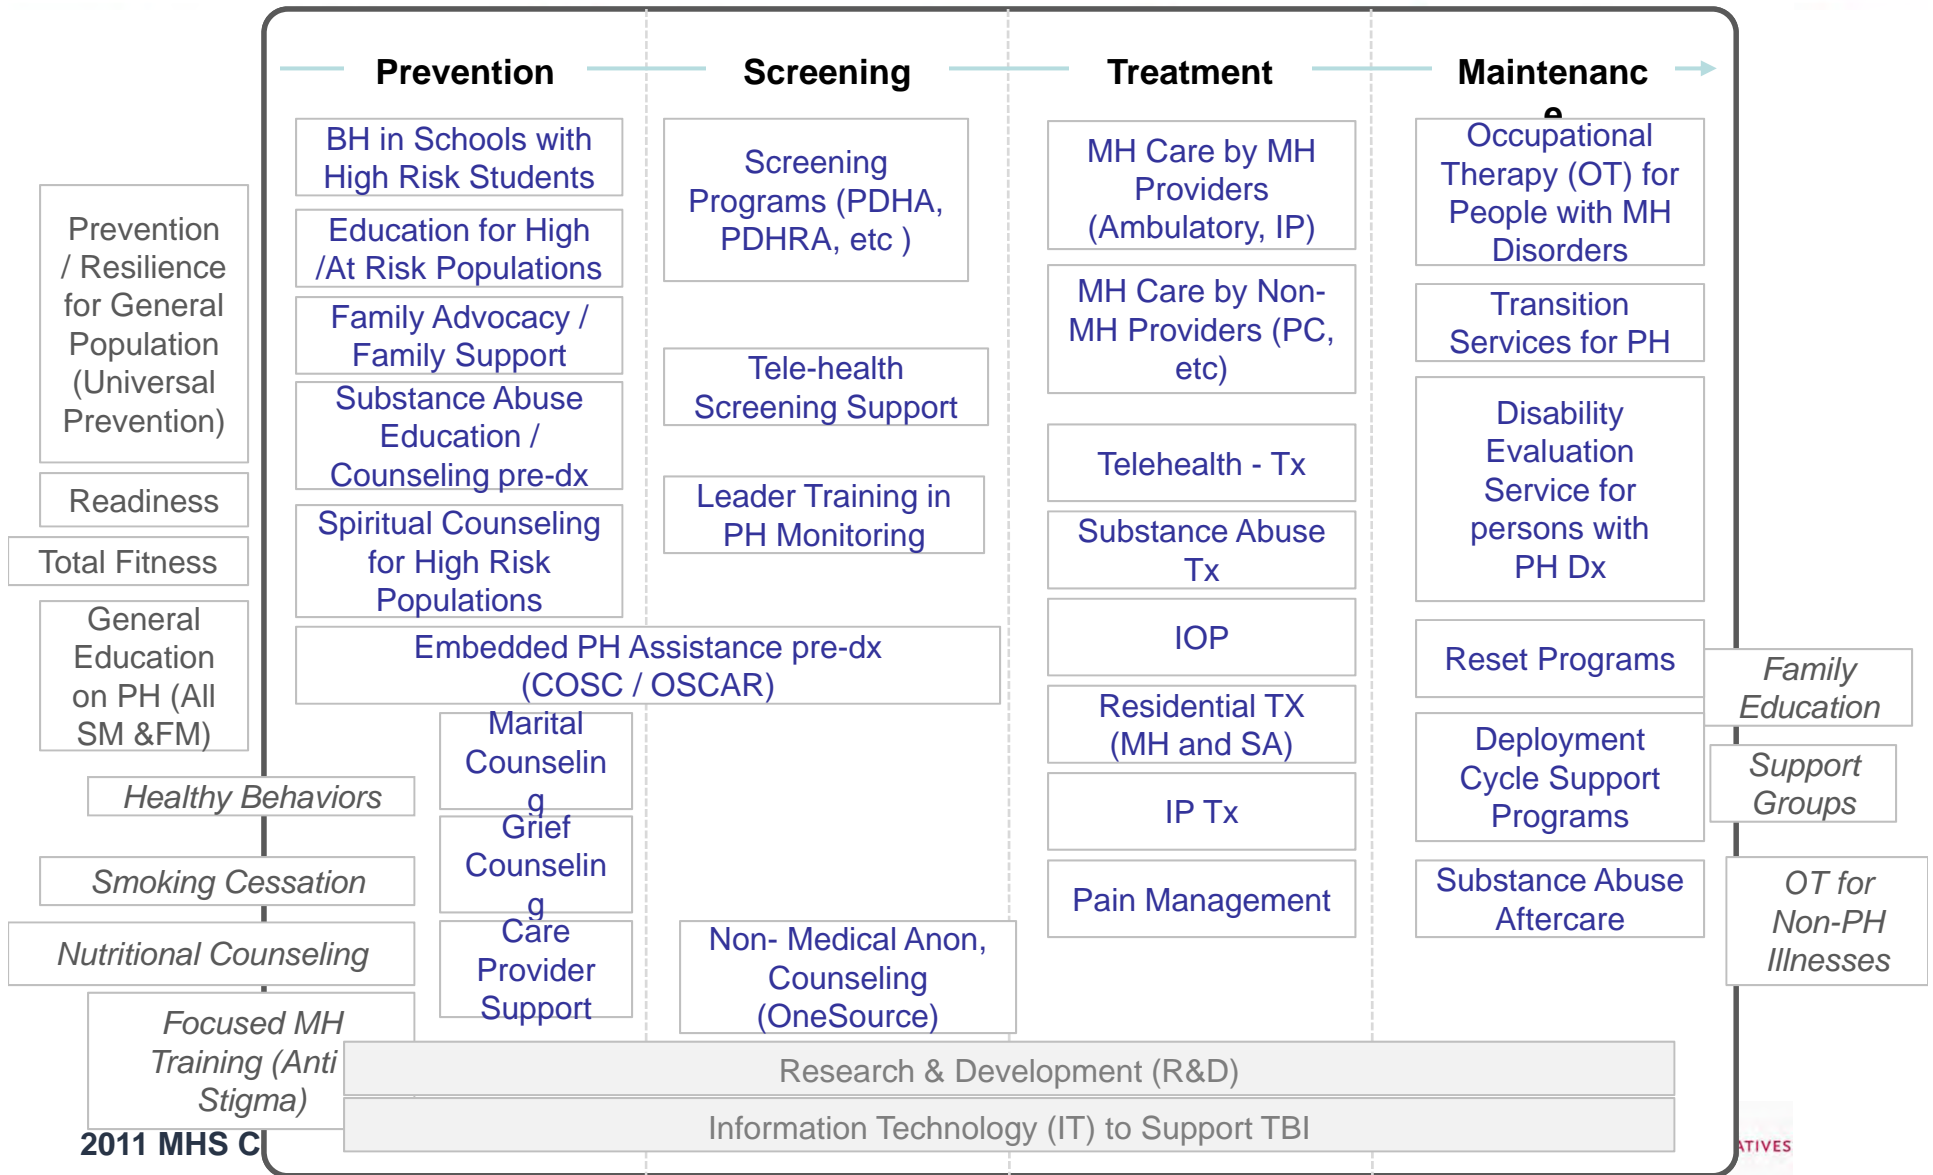 Prevention
Screening
Treatment
Maintenanc
e
BH in Schools with
High Risk Students
Education for High
/At Risk Populations
Family Advocacy /
Family Support
Substance Abuse
Education /
Counseling pre-dx
Spiritual Counseling
for High Risk
Populations
Embedded PH Assistance pre-dx
(COSC / OSCAR)
Marital
Counselin
g
Grief
Counselin
g
Care
Provider
Support
Screening
Programs (PDHA,
PDHRA, etc )
Tele-health
Screening Support
Leader Training in
PH Monitoring
Non- Medical Anon,
Counseling
(OneSource)
MH Care by MH
Providers
(Ambulatory, IP)
MH Care by Non-
MH Providers (PC,
etc)
Telehealth - Tx
Substance Abuse
Tx
IOP
Residential TX
(MH and SA)
IP Tx
Pain Management
Occupational
Therapy (OT) for
People with MH
Disorders
Transition
Services for PH
Disability
Evaluation
Service for
persons with
PH Dx
Reset Programs
Deployment
Cycle Support
Programs
Substance Abuse
Aftercare
Prevention
/ Resilience
for General
Population
(Universal
Prevention)
Readiness
Total Fitness
General
Education
on PH (All
SM &FM)
Healthy Behaviors
Smoking Cessation
Nutritional Counseling
Focused MH
Training (Anti
Stigma)
Family
Education
Support
Groups
OT for
Non-PH
Illnesses
Research & Development (R&D)
Information Technology (IT) to Support TBI
2011 MHS C
ATIVES